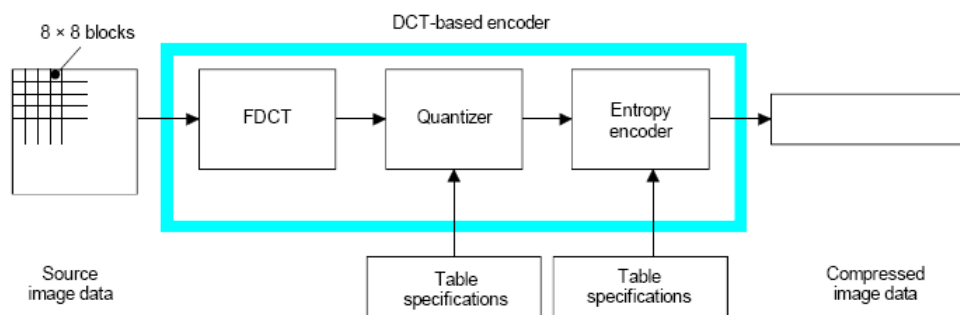 DCT-based encoder
8 × 8 blocks
FDCT
Quantizer
Entropy
encoder
Source
image data
Table
specifications
Table
specifications
Compressed
image data